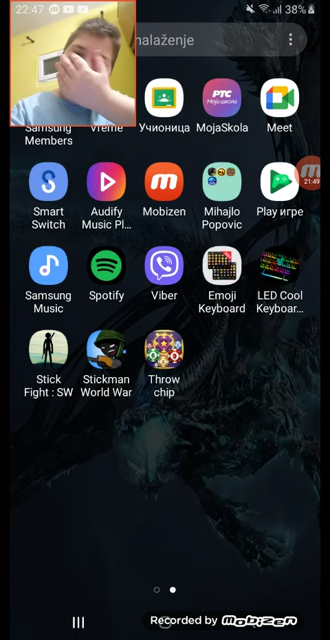 22:47
38%
nalaženje
Samsung Members
Vreme
Учионица
MojaSkola
Meet
РТС
Моја школа
21:49
Smart Switch
Audify Music Pl...
Mobizen
Mihajlo Popovic
Play игре
Samsung Music
Spotify
Viber
Emoji Keyboard
LED Cool Keyboar...
Stick Fight : SW
Stickman World War
Throw chip
Recorded by mobizen